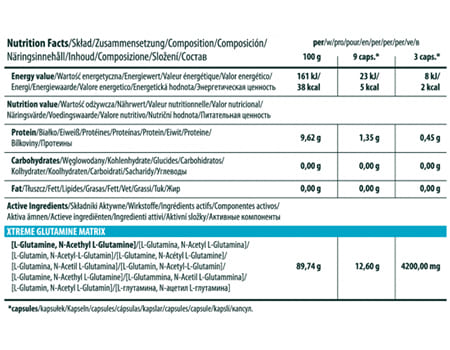 Nutrition Facts/Skład/Zusammensetzung/Composition/Composición/
Näringsinnehåll/Inhoud/Composizione/Složení/Состав
per/w/pro/pour/en/per/per/per/ve/в
100 g 9 caps.* 3 caps.*
Energy value/Wartość energetyczna/Energiewert/Valeur énergétique/Valor energético/ 161 kJ/ 23 kJ/ 8 kJ/
Energi/Energiewaarde/Valore energetico/Energetická hodnota/Энергетическая ценность 38 kcal 5 kcal 2 kcal
Nutrition value/Wartość odżywcza/Nährwert/Valeur nutritionnelle/Valor nutricional/
Näringsvärde/Voedingswaarde/Valore nutritivo/Nutriční hodnota/Питательная ценность
Protein/Białko/Eiweiß/Protéines/Proteínas/Protein/Eiwit/Proteine/ 9,62 g 1,35 g 0,45 g
Bílkoviny/Протеины
Carbohydrates/Węglowodany/Kohlenhydrate/Glucides/Carbohidratos/ 0,00 g 0,00 g 0,00 g
Kolhydrater/Koolhydraten/Carboidrati/Sacharidy/Углеводы
Fat/Tłuszcz/Fett/Lipides/Grasas/Fett/Vet/Grassi/Tuk/Жир 0,00 g 0,00 g 0,00 g
Active Ingredients/Składniki Aktywne/Wirkstoffe/Ingrédients actifs/Componentes activos/
Aktiva ämnen/Actieve ingrediënten/Ingredienti attivi/Aktivní složky/Активные компоненты
XTREME GLUTAMINE MATRIX
[L-Glutamine, N-Acethyl L-Glutamine]/[L-Glutamina, N-Acetyl L-Glutamina]/
[L-Glutamin, N-Acetyl-L-Glutamin]/[L-Glutamine, N-Acétyl L-Glutamine]/
[L-Glutamina, N-Acetil L-Glutamina]/[L-Glutamin, N-Acetyl-L-Glutamin]/ 89,74 g 12,60 g 4200,00 mg
[L-Glutamine, N-Acethyl L-Glutamine]/[L-Glutammina, N-Acetil L-Glutammina]/
[L-Glutamin, N-Acetyl L-Glutamin]/[L-глутамина, N-ацетил L-глутамина]
*capsules/kapsułek/Kapseln/capsules/cápsulas/kapslar/capsules/capsule/kapslí/капсул.